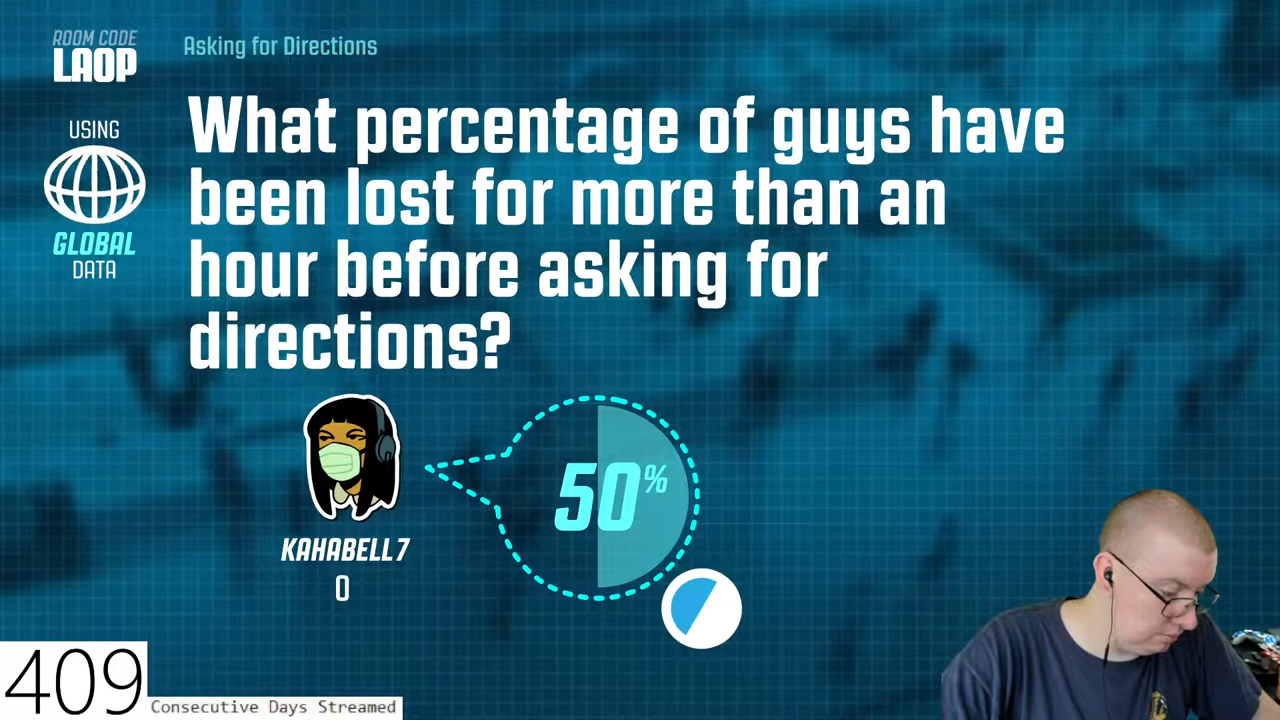 ROOM CODE
LAOP
Asking for Directions
What percentage of guys have
been lost for more than an
hour before asking for
directions?
USING
GLOBAL
DATA
50%
KAHABELL7
0
409
Consecutive Days Streamed